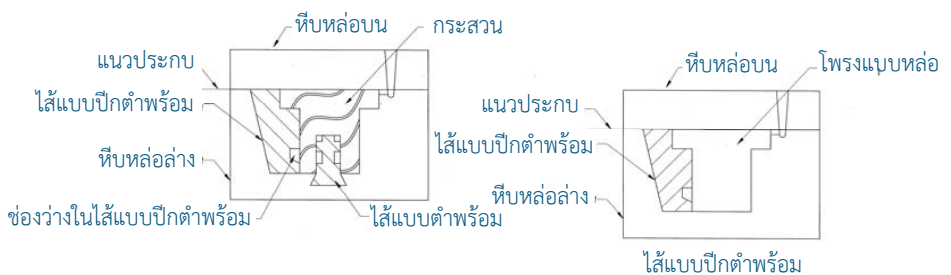 หีบหล่อบน
กระสวน
แนวประกบ
ไส้แบบปีกตำพร้อม
หีบหล่อล่าง
ช่องว่างในไส้แบบปีกตำพร้อม
ไส้แบบตำพร้อม
หีบหล่อบน
โพรงแบบหล่อ
แนวประกบ
ไส้แบบปีกตำพร้อม
หีบหล่อล่าง
ไส้แบบปีกตำพร้อม